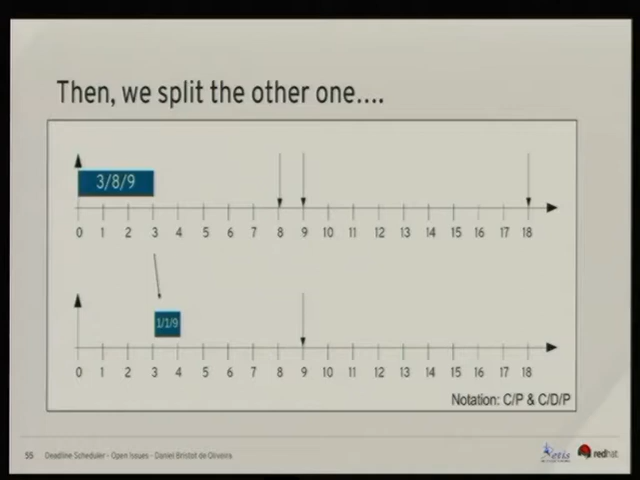 Then, we split the other one....
3/8/9
0 1 2 3 4 5 6 7 8 9 10 11 12 13 14 15 16 17 18
1/1/9
0 1 2 3 4 5 6 7 8 9 10 11 12 13 14 15 16 17 18
Notation: C/P & C/D/P
55 Deadline Scheduler - Open Issues - Daniel Bristot de Oliveira
Retis
redhat